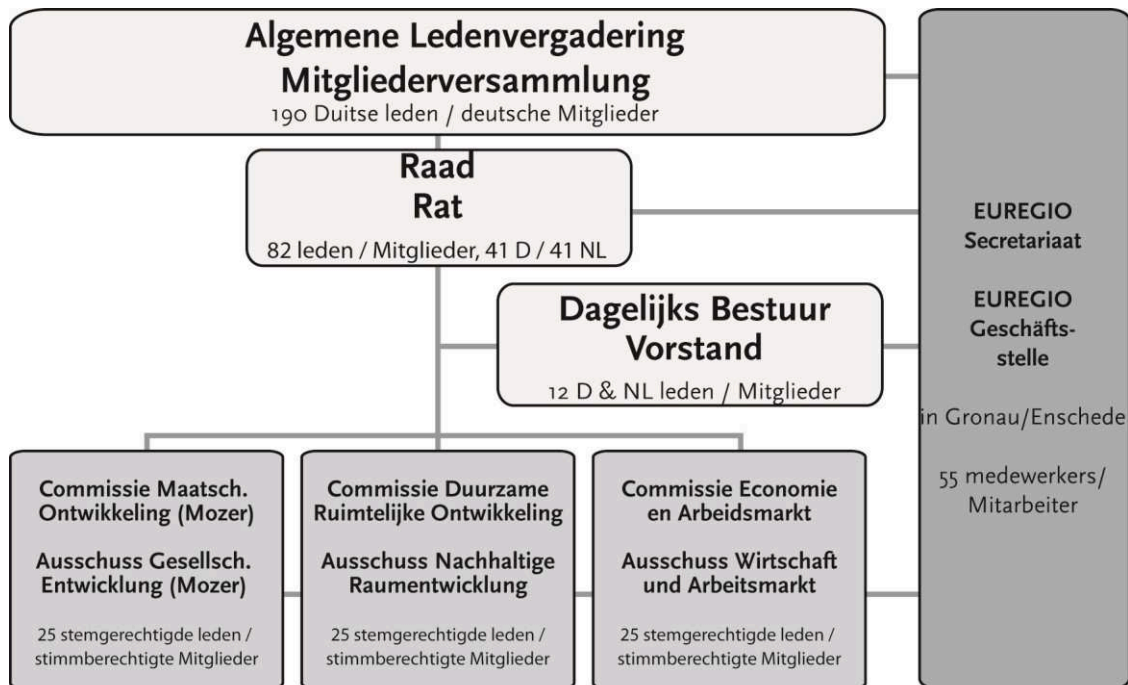 Algemene Ledenvergadering
Mitgliederversammlung
190 Duitse leden / deutsche Mitglieder
Raad
Rat
82 leden / Mitglieder, 41 D / 41 NL
Dagelijks Bestuur
Vorstand
12 D & NL leden / Mitglieder
EUREGIO
Secretariaat
EUREGIO
Geschäfts-
stelle
in Gronau/Enschede
55 medewerkers/
Mitarbeiter
Commissie Maatsch.
Ontwikkeling (Mozer)
Ausschuss Gesellsch.
Entwicklung (Mozer)
25 stemgerechtigde leden /
stimmberechtigte Mitglieder
Commissie Duurzame
Ruimtelijke Ontwikkeling
Ausschuss Nachhaltige
Raumentwicklung
25 stemgerechtigde leden /
stimmberechtigte Mitglieder
Commissie Economie
en Arbeidsmarkt
Ausschuss Wirtschaft
und Arbeitsmarkt
25 stemgerechtigde leden /
stimmberechtigte Mitglieder